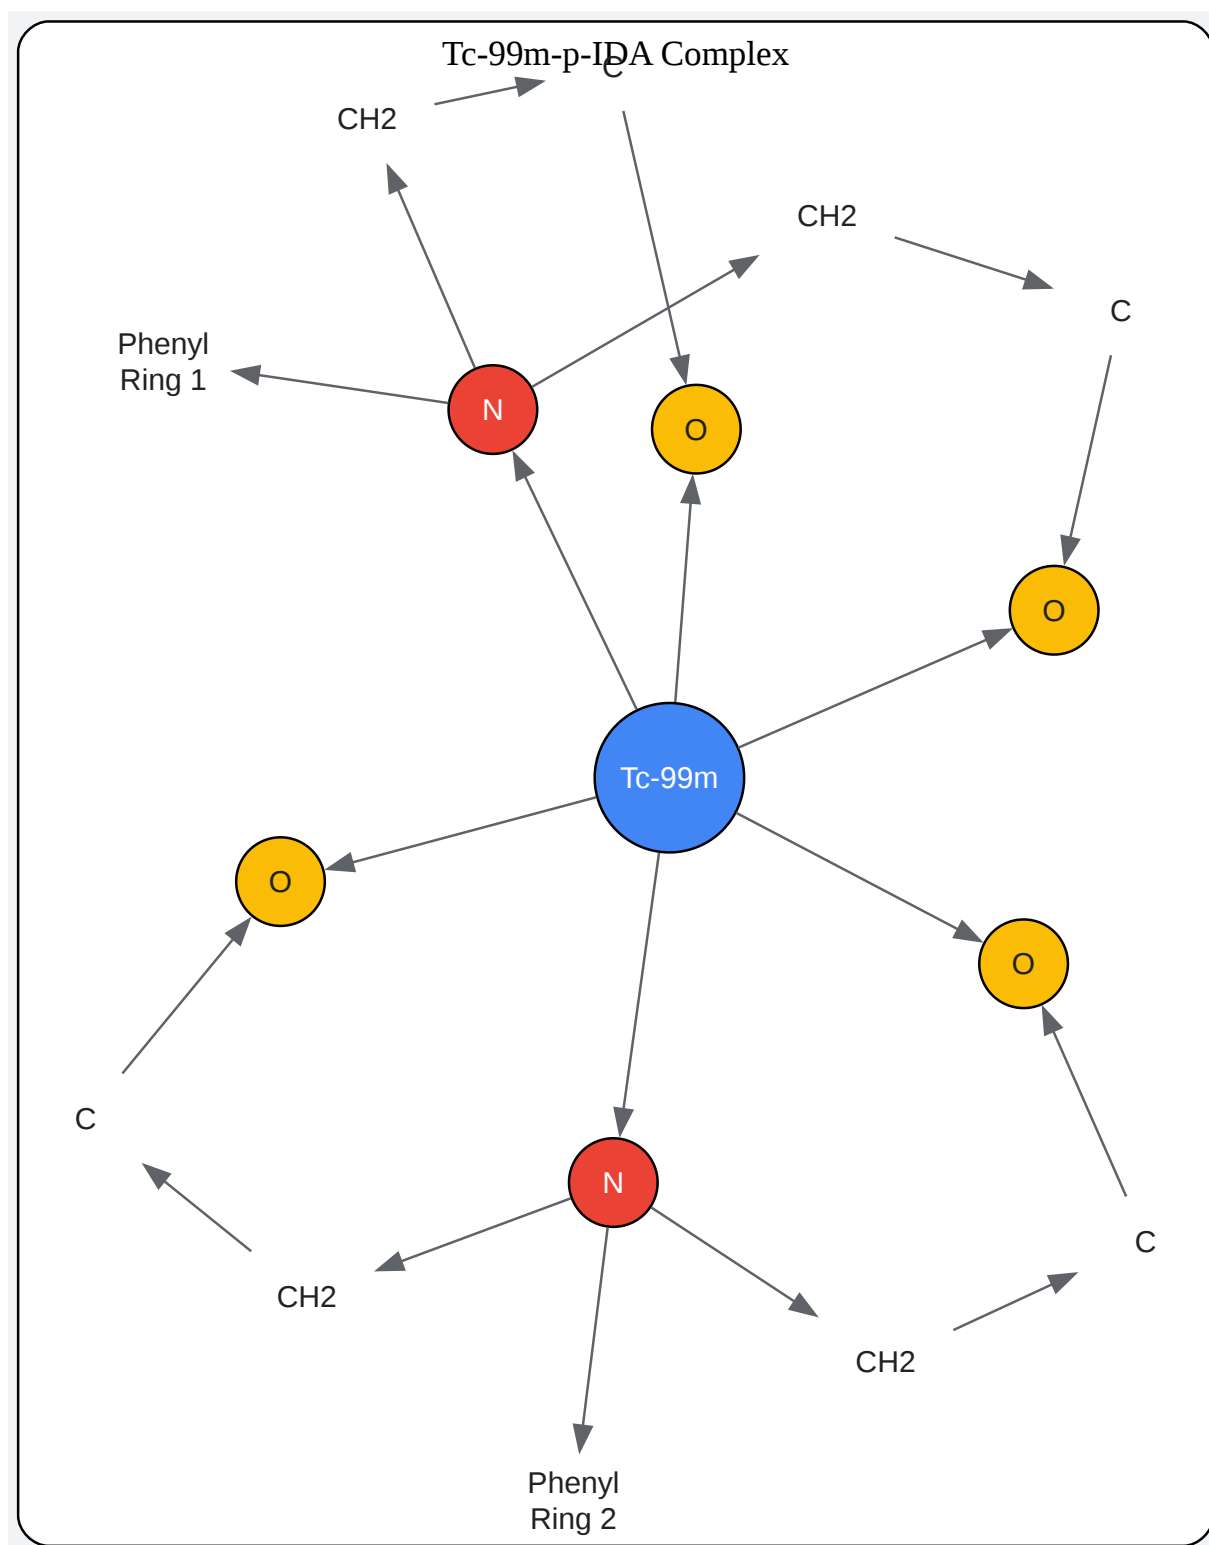 Tc-99m-p-IDA Complex
C
CH2
CH2
C
Phenyl
Ring 1
N
O
O
Tc-99m
O
O
C
N
C
CH2
CH2
Phenyl
Ring 2